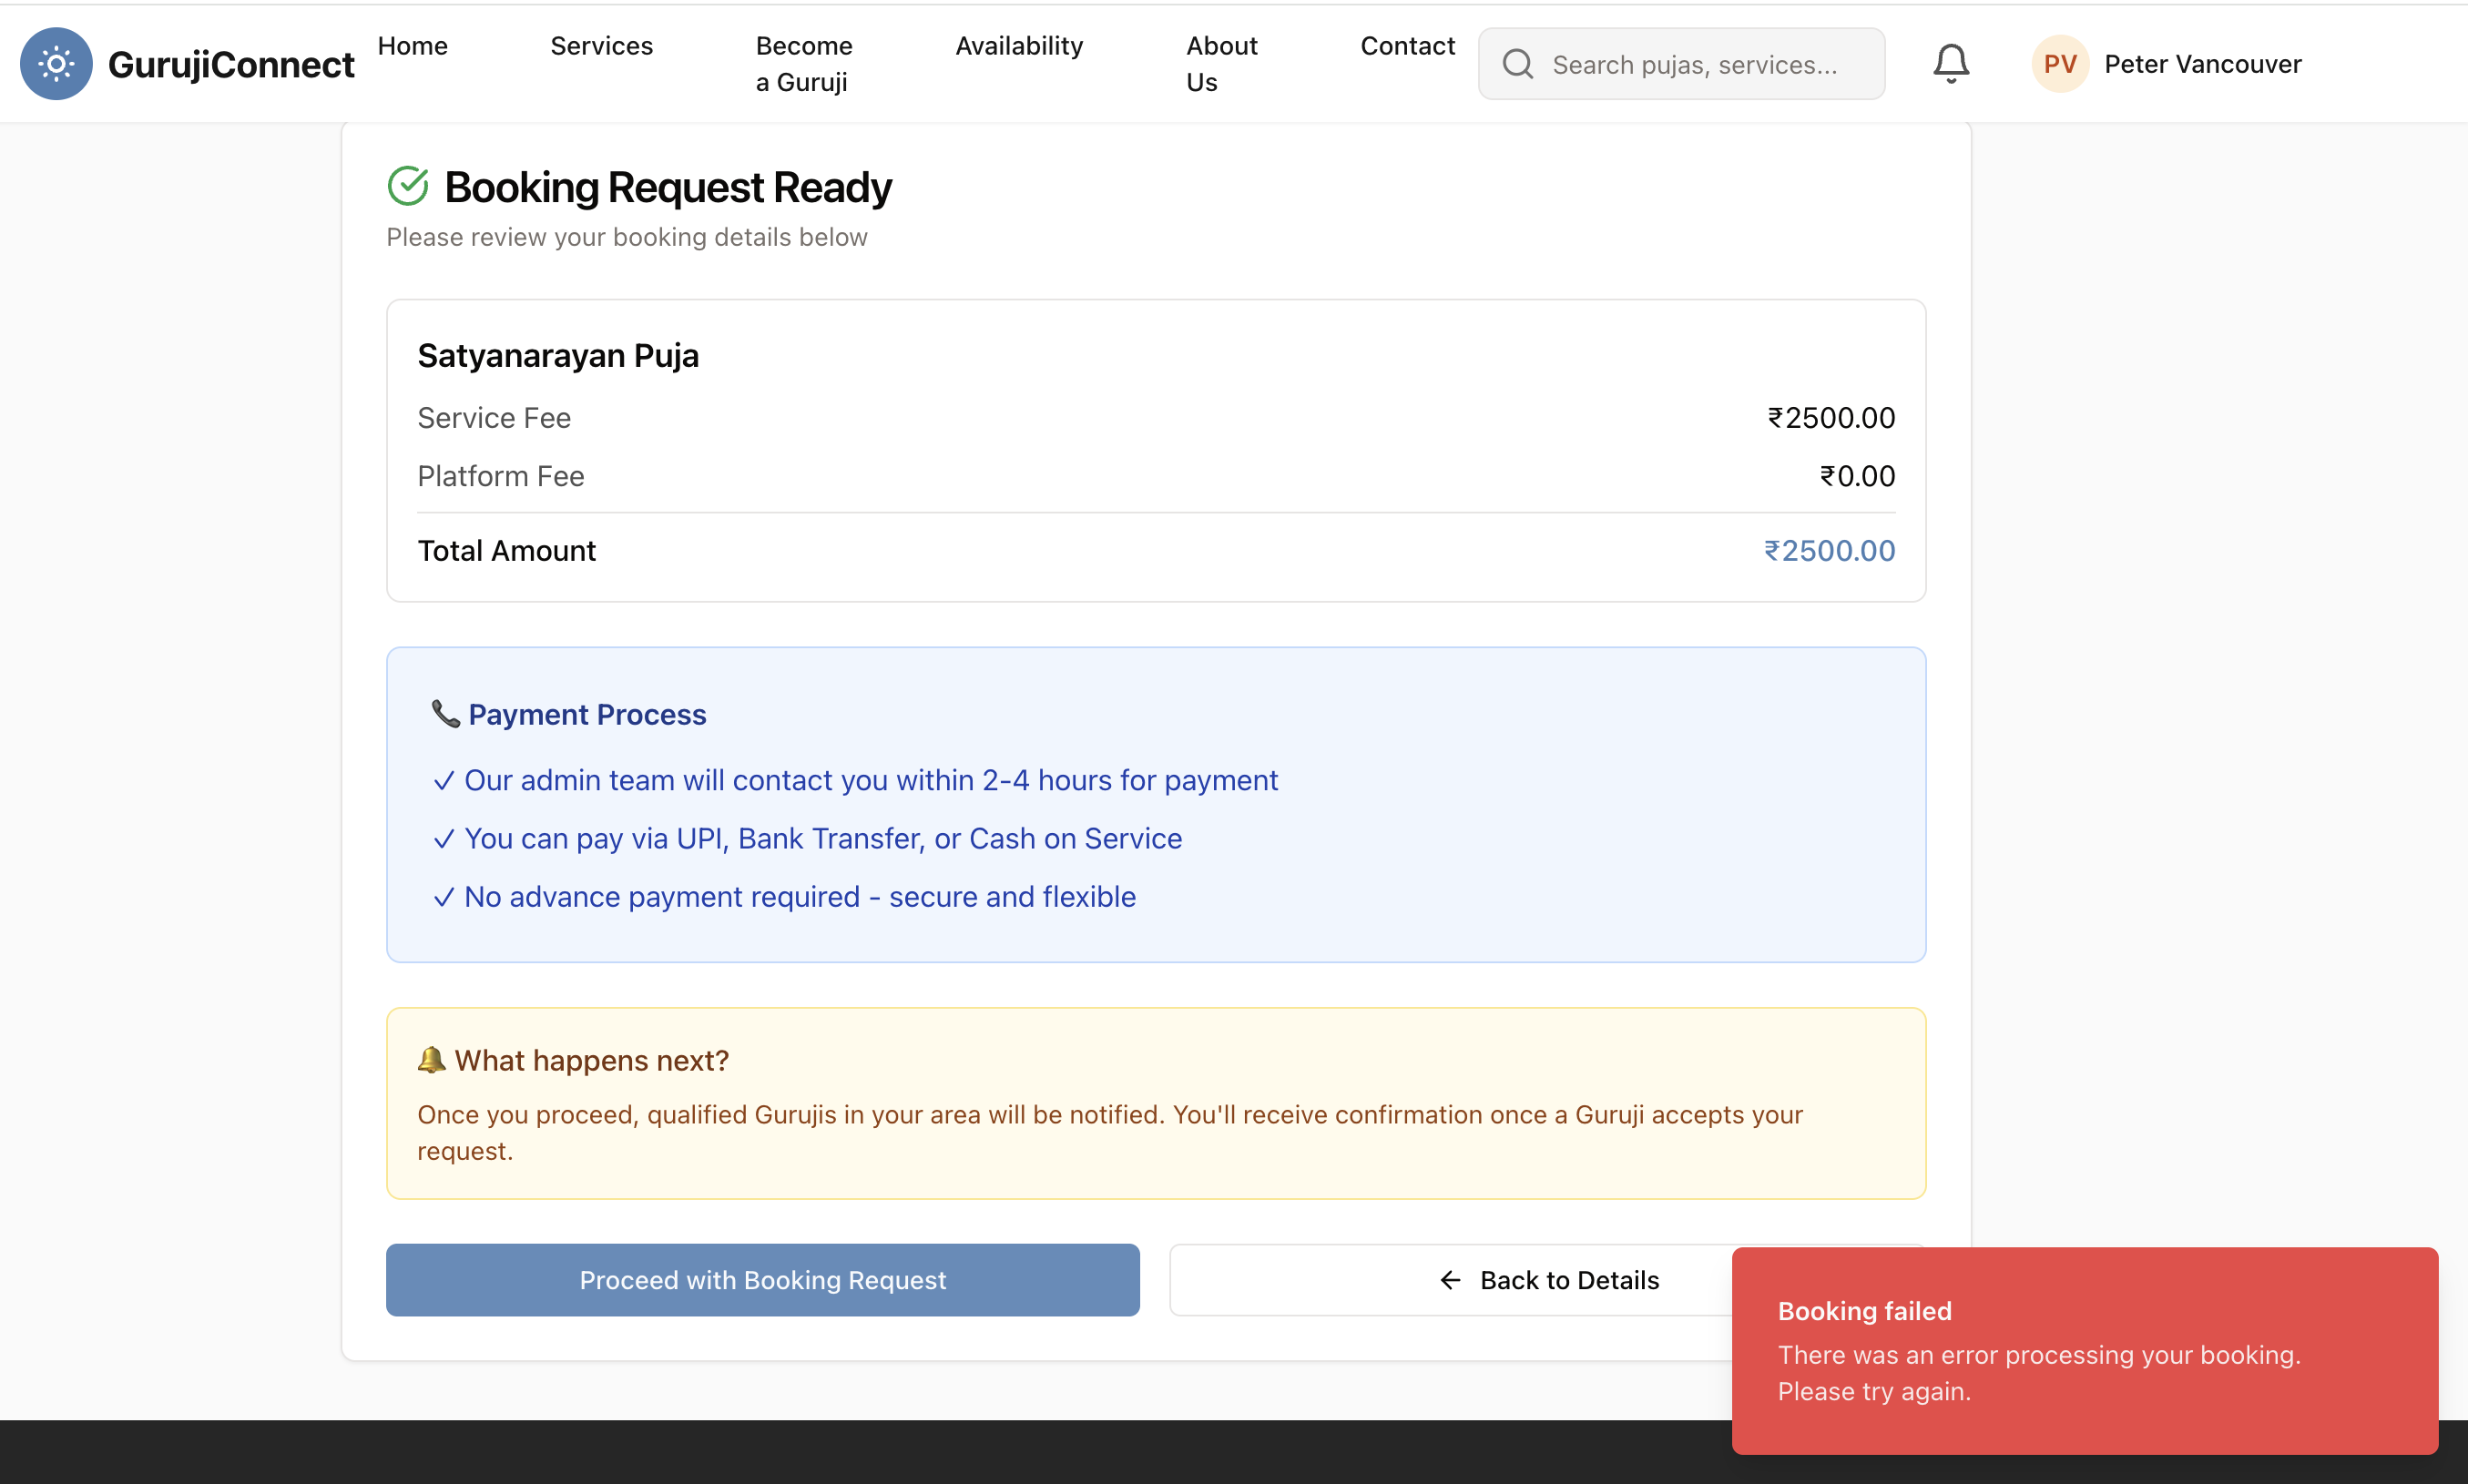 GurujiConnect
Home
Services
Become
a Guruji
Availability
About
Us
Contact
Search pujas, services...
PV
Peter Vancouver
Booking Request Ready
Please review your booking details below
Satyanarayan Puja
Service Fee ₹2500.00
Platform Fee ₹0.00
Total Amount ₹2500.00
📞 Payment Process
✓ Our admin team will contact you within 2-4 hours for payment
✓ You can pay via UPI, Bank Transfer, or Cash on Service
✓ No advance payment required - secure and flexible
🔔 What happens next?
Once you proceed, qualified Gurujis in your area will be notified. You'll receive confirmation once a Guruji accepts your
request.
Proceed with Booking Request
← Back to Details
Booking failed
There was an error processing your booking.
Please try again.